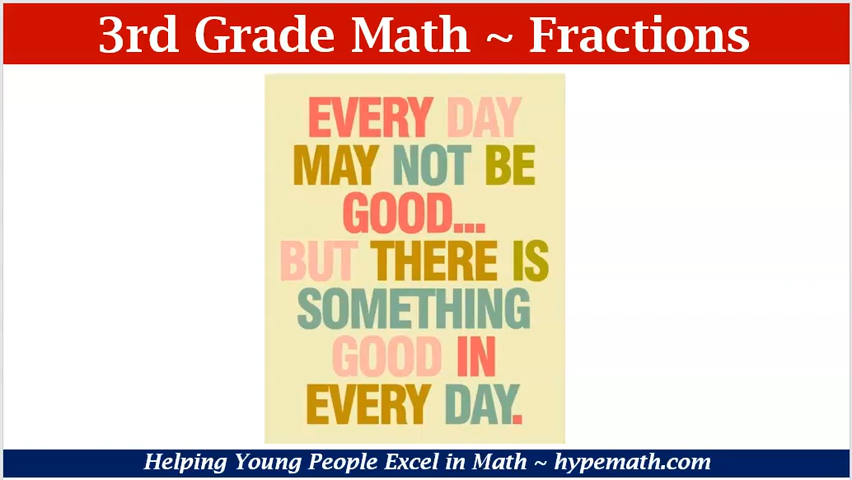 3rd Grade Math ~ Fractions
EVERY DAY
MAY NOT BE
GOOD...
BUT THERE IS
SOMETHING
GOOD IN
EVERY DAY.
Helping Young People Excel in Math ~ hypemath.com